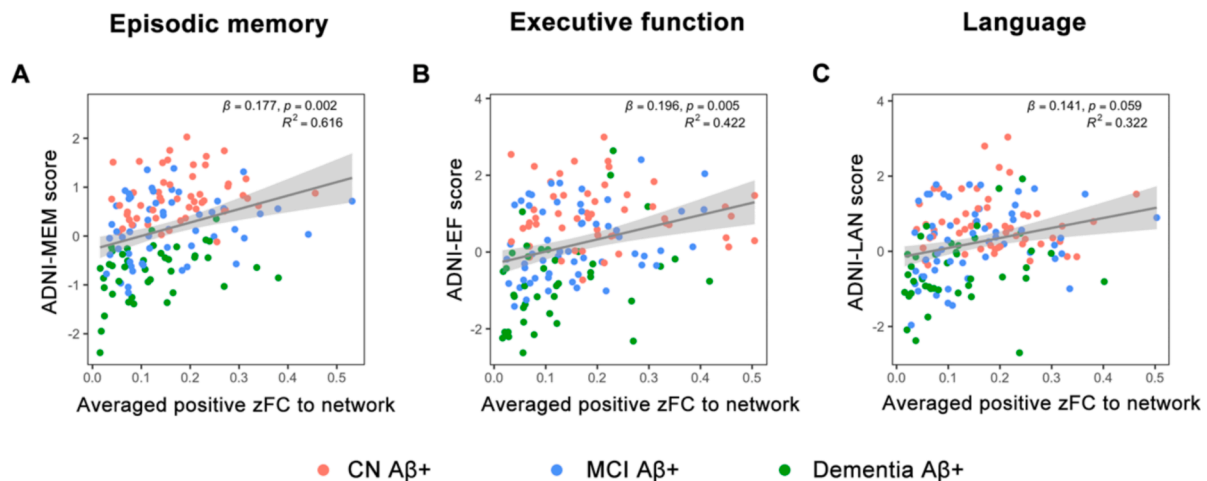 Episodic memory
Executive function
Language
A
B
C
β = 0.177, p = 0.002
R² = 0.616
β = 0.196, p = 0.005
R² = 0.422
β = 0.141, p = 0.059
R² = 0.322
ADNI-MEM score
2
1
0
-1
-2
0.0 0.1 0.2 0.3 0.4 0.5
Averaged positive zFC to network
ADNI-EF score
4
2
0
-2
0.0 0.1 0.2 0.3 0.4 0.5
Averaged positive zFC to network
ADNI-LAN score
4
2
0
-2
0.0 0.1 0.2 0.3 0.4 0.5
Averaged positive zFC to network
CN Aβ+
MCI Aβ+
Dementia Aβ+